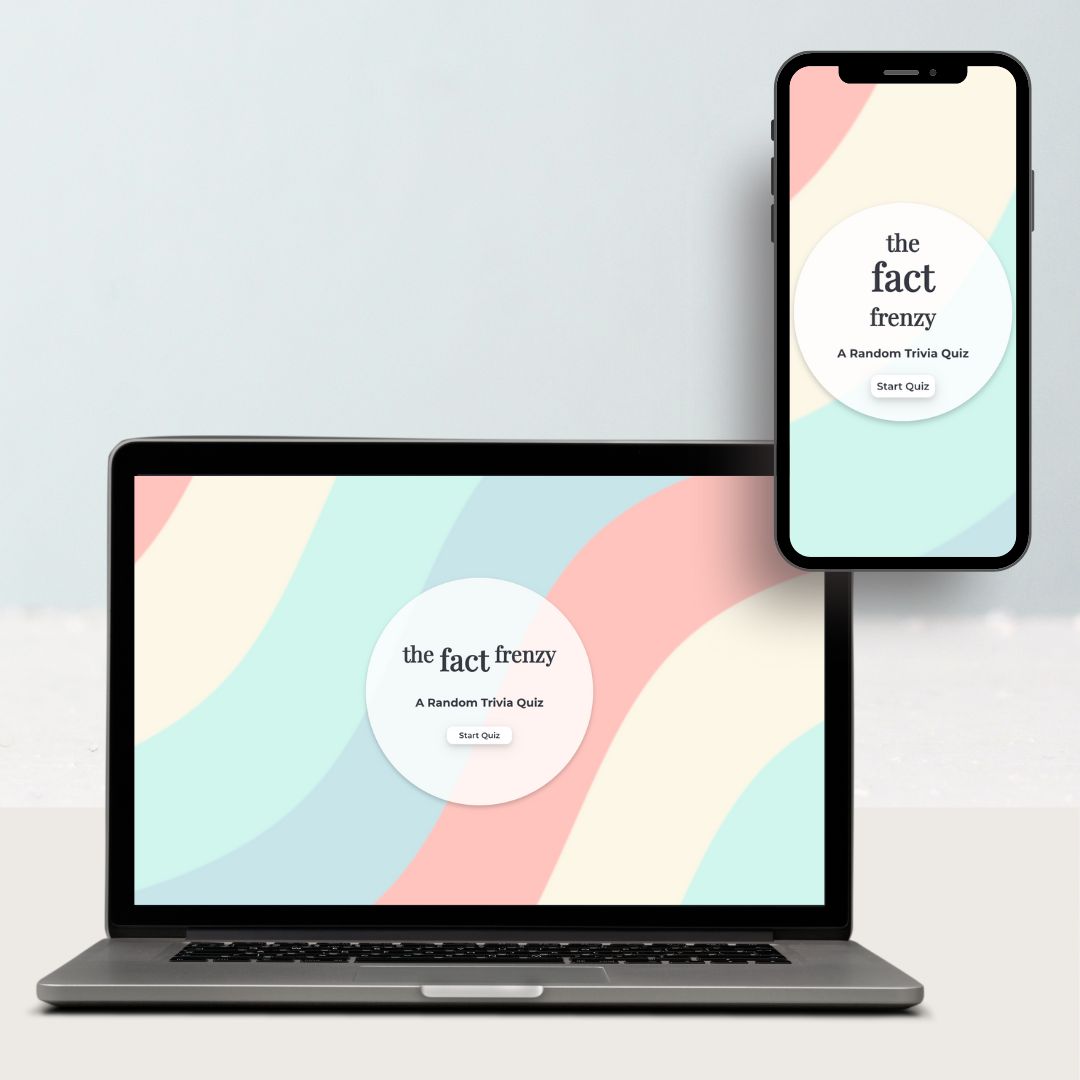 the
fact
frenzy
A Random Trivia Quiz
Start Quiz
the fact frenzy
A Random Trivia Quiz
Start Quiz